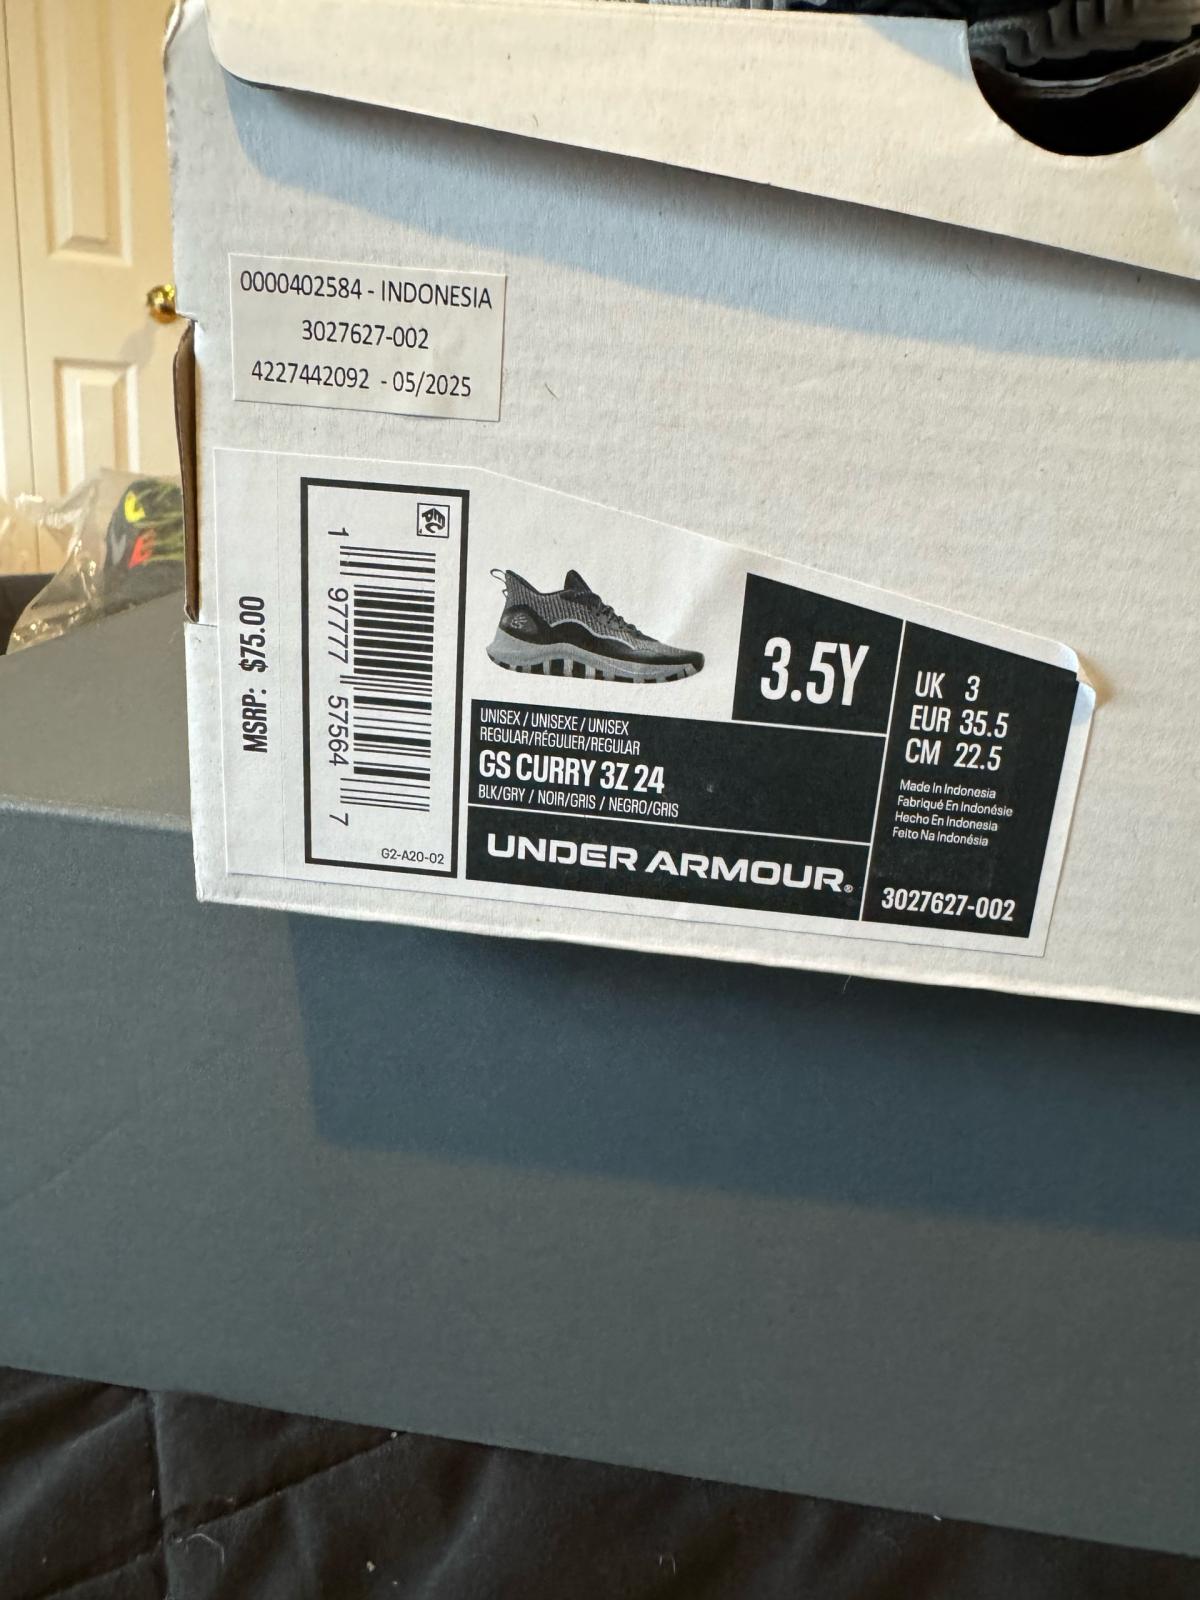 0000402584 - INDONESIA
3027627-002
4227442092 - 05/2025
MSRP: $75.00
1 97777 57564 7
G2-A20-02
3.5Y
UK 3
EUR 35.5
CM 22.5
UNISEX / UNISEXE / UNISEX
REGULAR/RÉGULIER/REGULAR
GS CURRY 3Z 24
BLK/GRY / NOIR/GRIS / NEGRO/GRIS
UNDER ARMOUR®
Made In Indonesia
Fabriqué En Indonésie
Hecho En Indonesia
Feito Na Indonésia
3027627-002